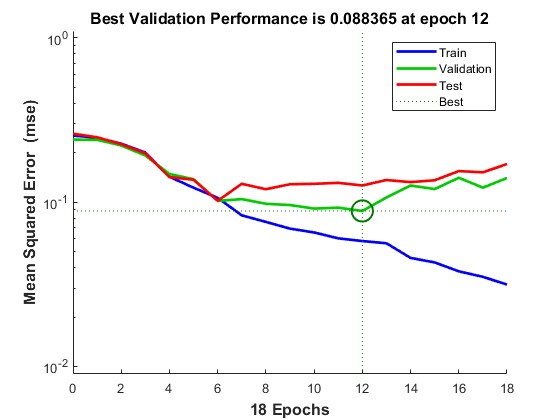 Best Validation Performance is 0.088365 at epoch 12
10^0
10^-1
10^-2
Mean Squared Error (mse)
Train
Validation
Test
Best
0 2 4 6 8 10 12 14 16 18
18 Epochs